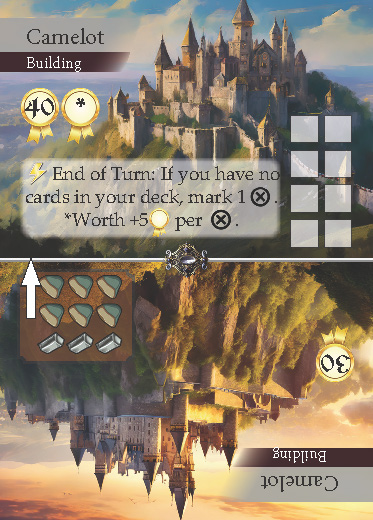 Camelot
Building
40 *
⚡ End of Turn: If you have no
cards in your deck, mark 1 ⊗.
*Worth +5 per ⊗.
30
Building
Camelot